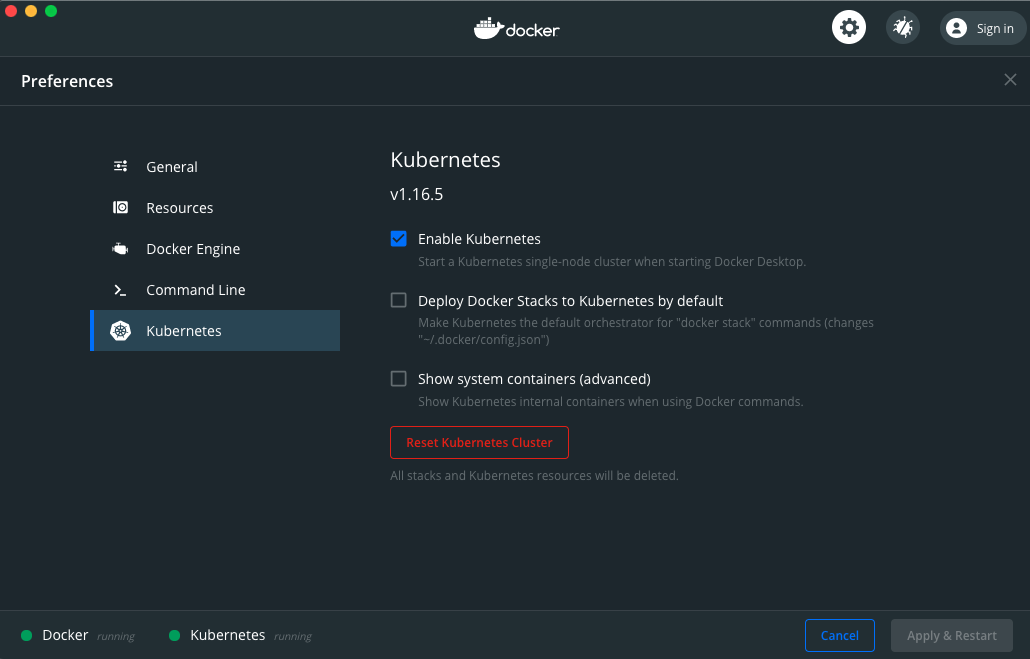 docker
Sign in
Preferences
General
Resources
Docker Engine
Command Line
Kubernetes
Kubernetes
v1.16.5
Enable Kubernetes
Start a Kubernetes single-node cluster when starting Docker Desktop.
Deploy Docker Stacks to Kubernetes by default
Make Kubernetes the default orchestrator for "docker stack" commands (changes
"~/.docker/config.json")
Show system containers (advanced)
Show Kubernetes internal containers when using Docker commands.
Reset Kubernetes Cluster
All stacks and Kubernetes resources will be deleted.
Docker running
Kubernetes running
Cancel
Apply & Restart